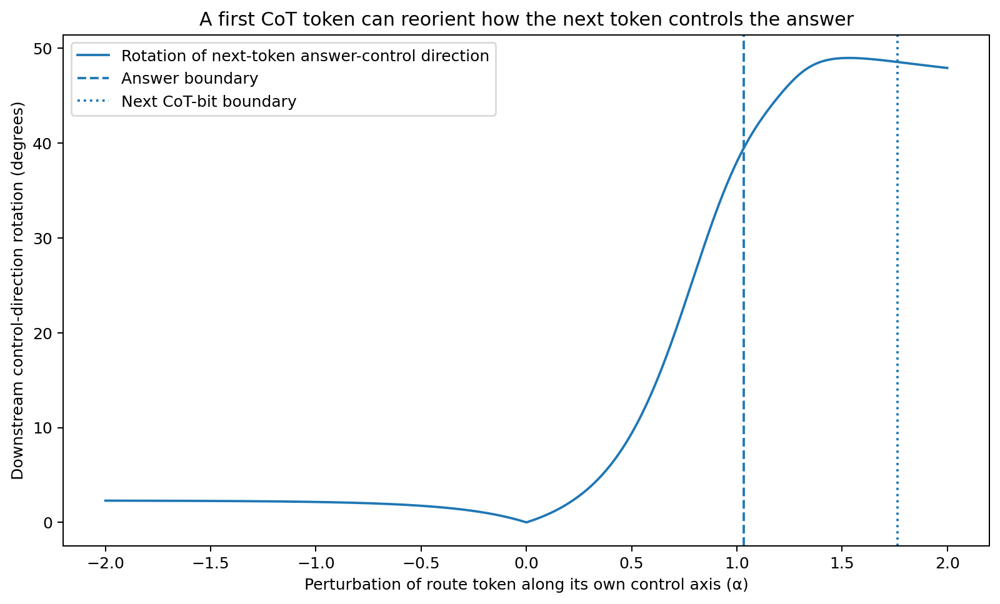 A first CoT token can reorient how the next token controls the answer
Rotation of next-token answer-control direction
Answer boundary
Next CoT-bit boundary
Downstream control-direction rotation (degrees)
50
40
30
20
10
0
−2.0 −1.5 −1.0 −0.5 0.0 0.5 1.0 1.5 2.0
Perturbation of route token along its own control axis (α)